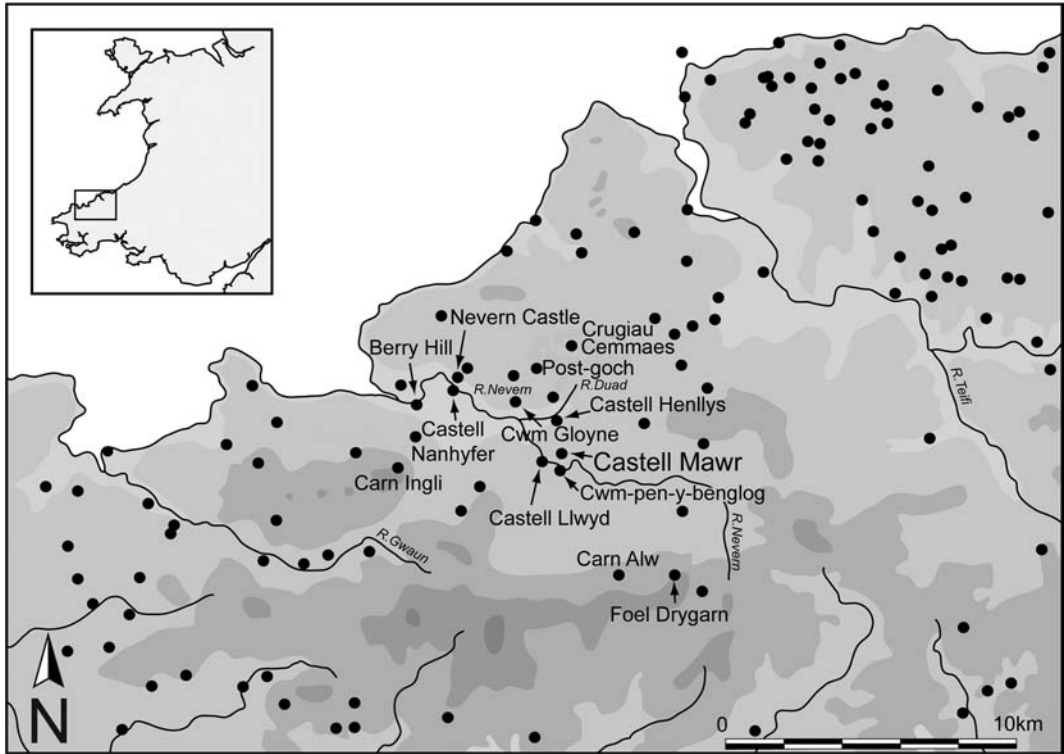 Nevern Castle
Crugiau
Cemmaes
Berry Hill
Post-goch
R.Nevern
R.Duad
Castell Henllys
Castell
Nanhyfer
Cwm Gloyne
Castell Mawr
Carn Ingli
Cwm-pen-y-benglog
Castell Llwyd
R.Teifi
R.Gwaun
R.Nevern
Carn Alw
Foel Drygarn
N
0
10km